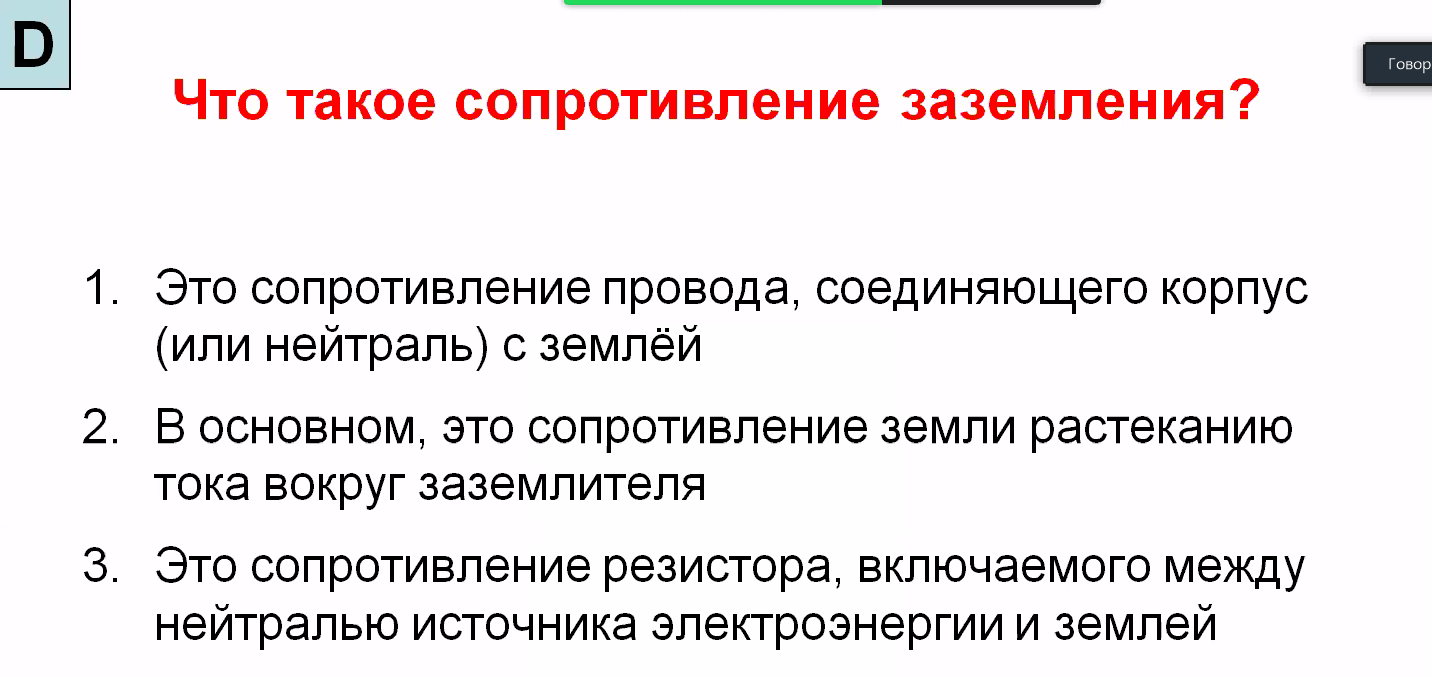 D
Говор
Что такое сопротивление заземления?
1. Это сопротивление провода, соединяющего корпус
(или нейтраль) с землёй
2. В основном, это сопротивление земли растеканию
тока вокруг заземлителя
3. Это сопротивление резистора, включаемого между
нейтралью источника электроэнергии и землей